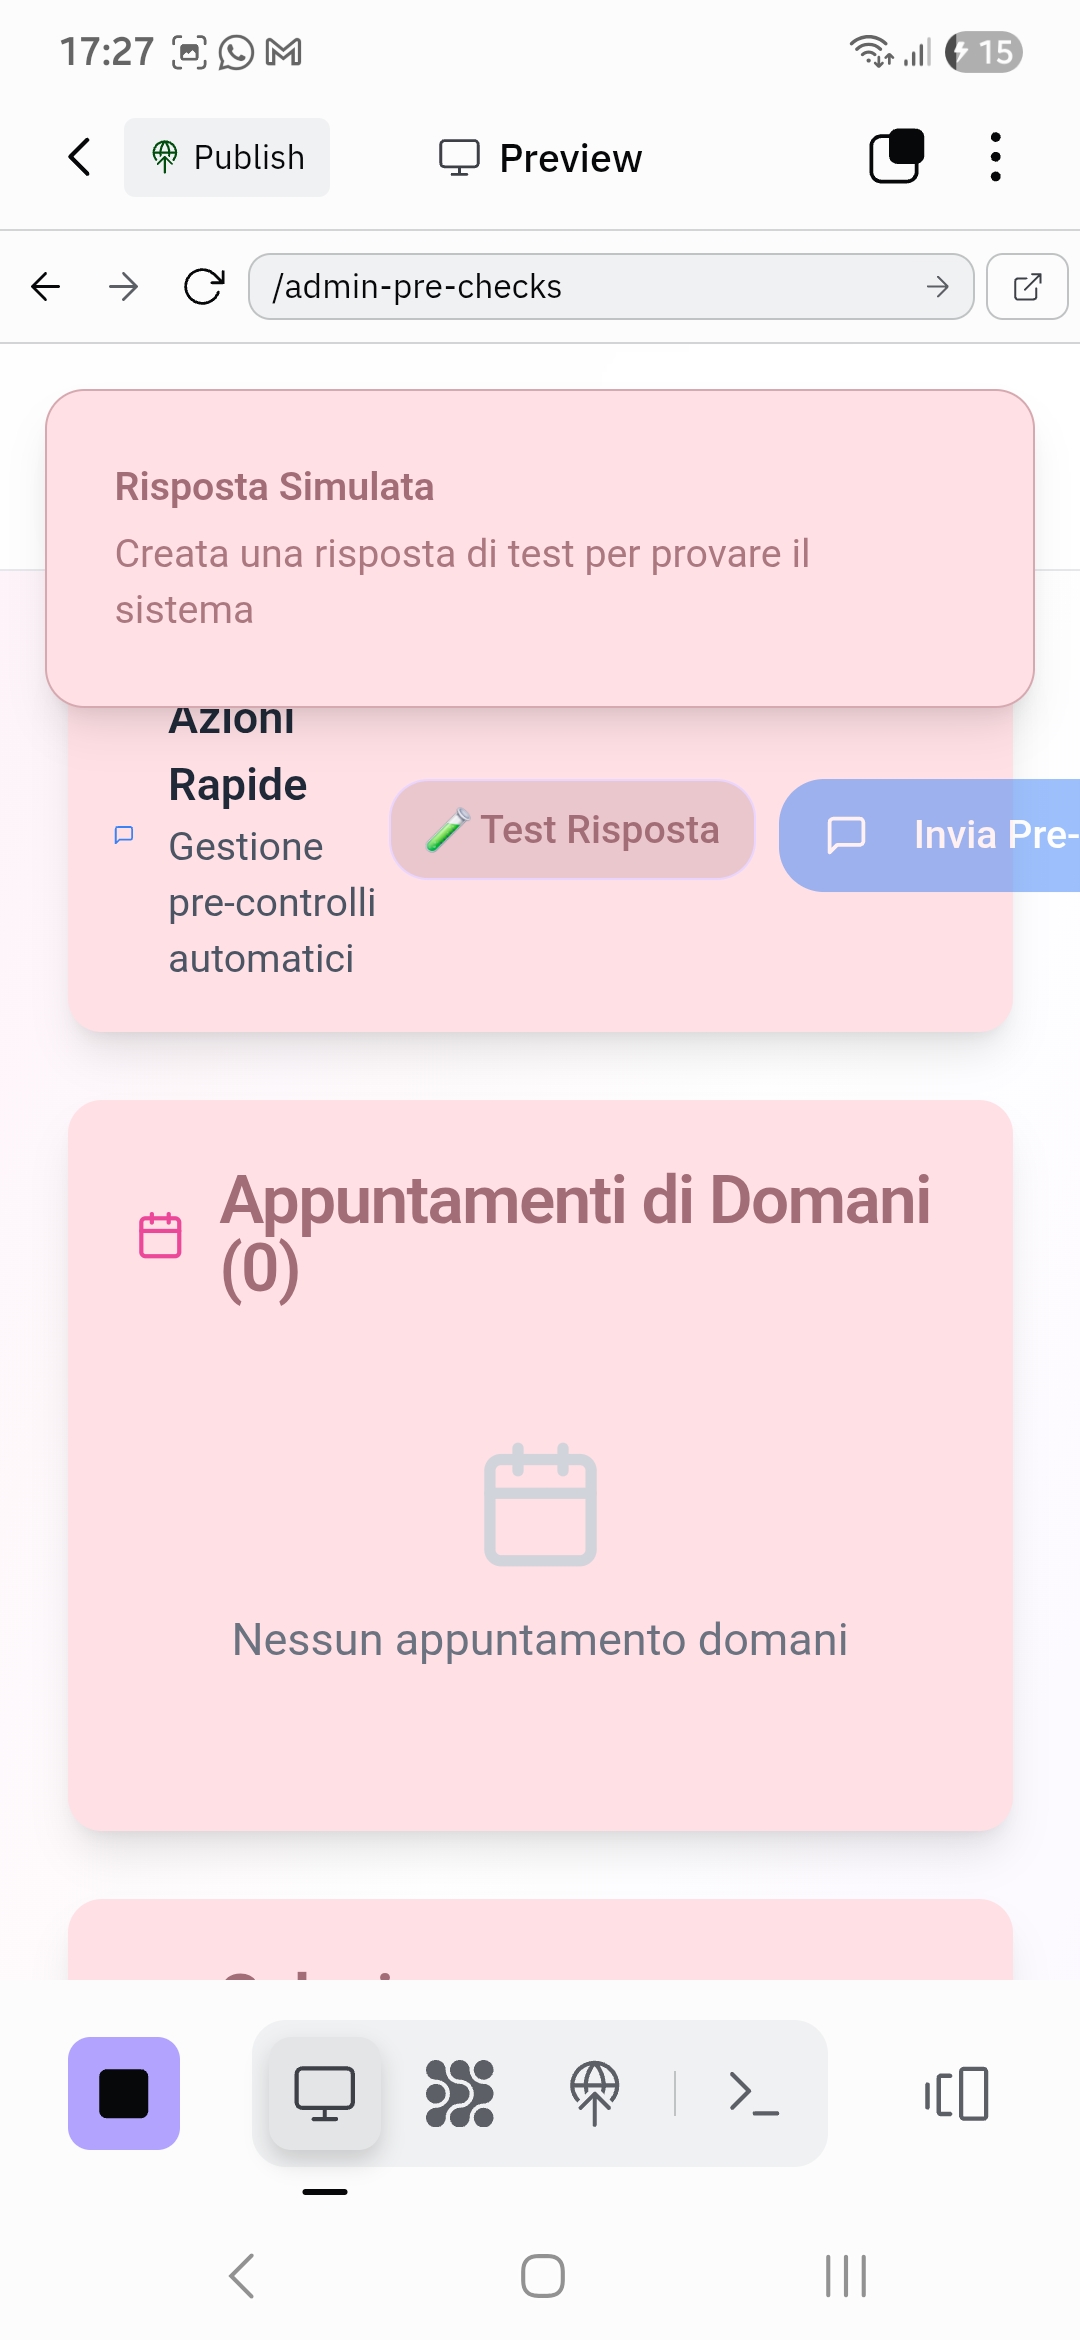 17:27
15
Publish
Preview
/admin-pre-checks
Risposta Simulata
Creata una risposta di test per provare il
sistema
Azioni
Rapide
Gestione
pre-controlli
automatici
🧪 Test Risposta
Invia Pre-
Appuntamenti di Domani
(0)
Nessun appuntamento domani